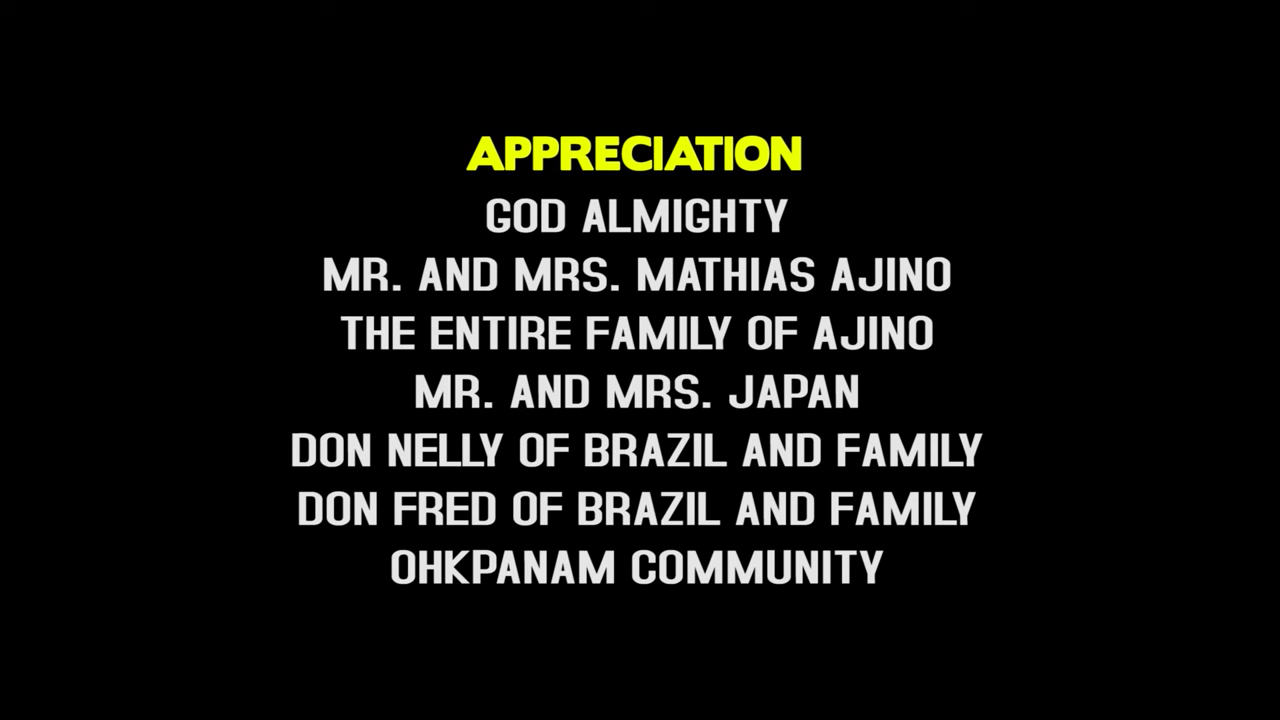 APPRECIATION
GOD ALMIGHTY
MR. AND MRS. MATHIAS AJINO
THE ENTIRE FAMILY OF AJINO
MR. AND MRS. JAPAN
DON NELLY OF BRAZIL AND FAMILY
DON FRED OF BRAZIL AND FAMILY
OHKPANAM COMMUNITY